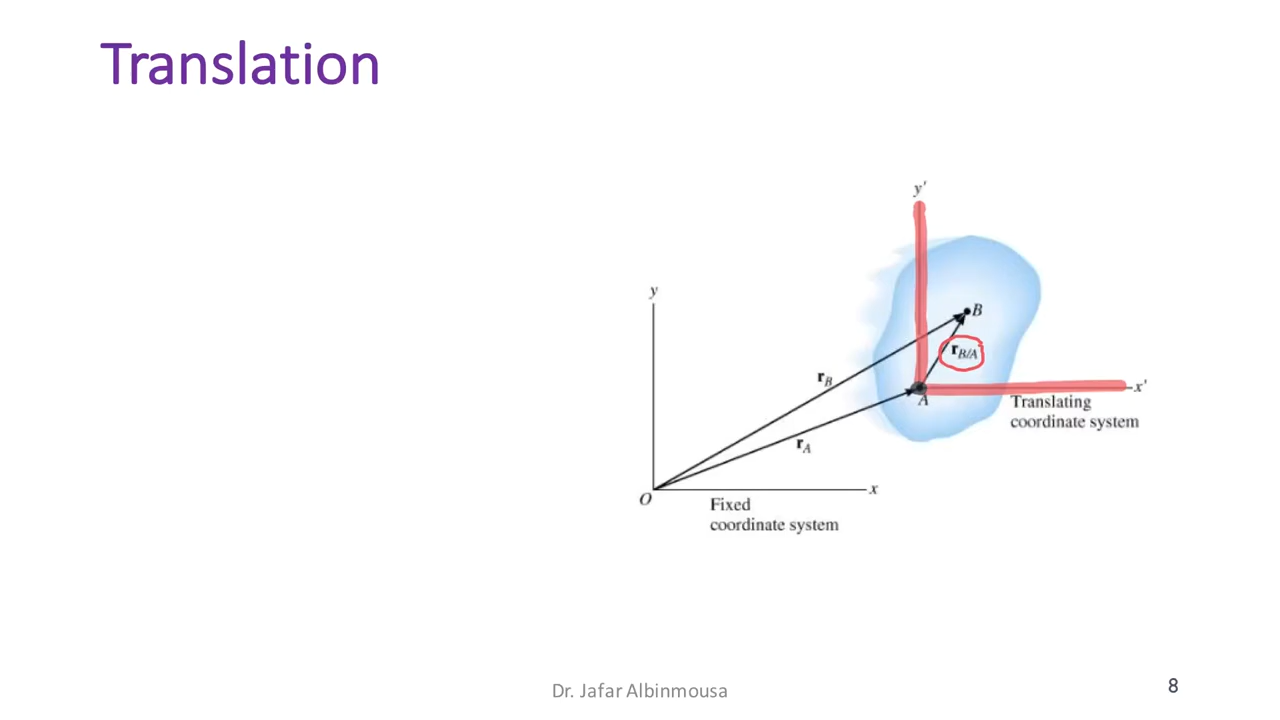 Translation
y'
y
B
r_B/A
r_B
x'
A
Translating
coordinate system
r_A
x
O
Fixed
coordinate system
Dr. Jafar Albinmousa
8